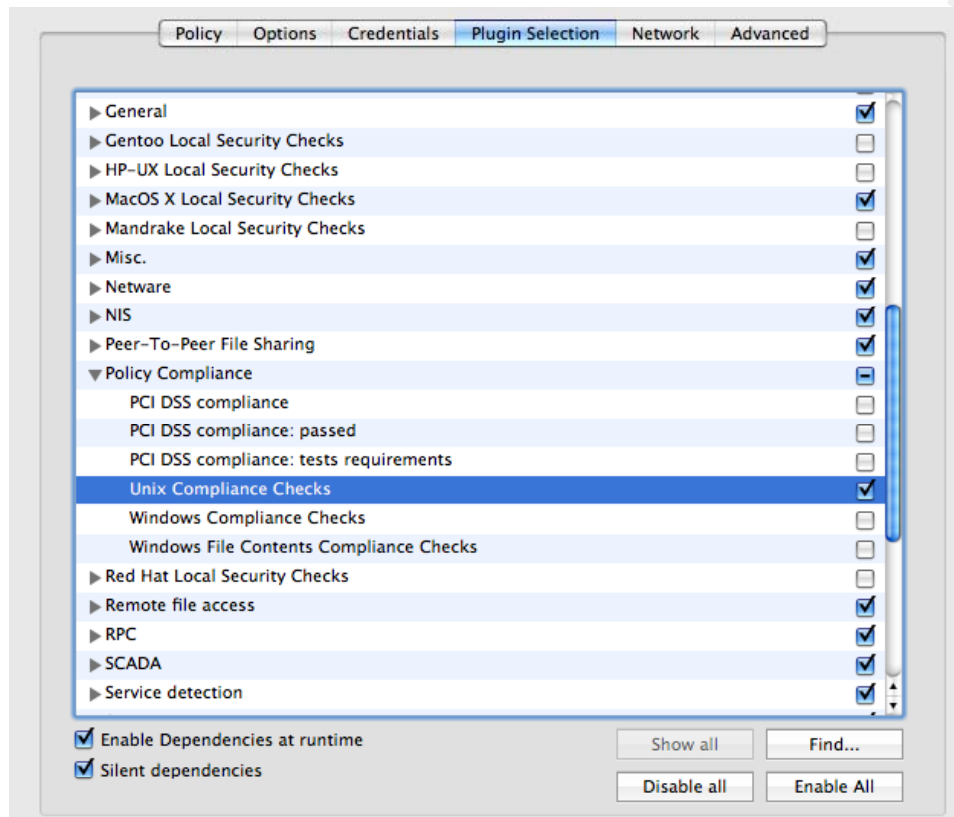 Policy Options Credentials Plugin Selection Network Advanced
General
Gentoo Local Security Checks
HP-UX Local Security Checks
MacOS X Local Security Checks
Mandrake Local Security Checks
Misc.
Netware
NIS
Peer-To-Peer File Sharing
Policy Compliance
PCI DSS compliance
PCI DSS compliance: passed
PCI DSS compliance: tests requirements
Unix Compliance Checks
Windows Compliance Checks
Windows File Contents Compliance Checks
Red Hat Local Security Checks
Remote file access
RPC
SCADA
Service detection
Enable Dependencies at runtime
Silent dependencies
Show all
Find...
Disable all
Enable All